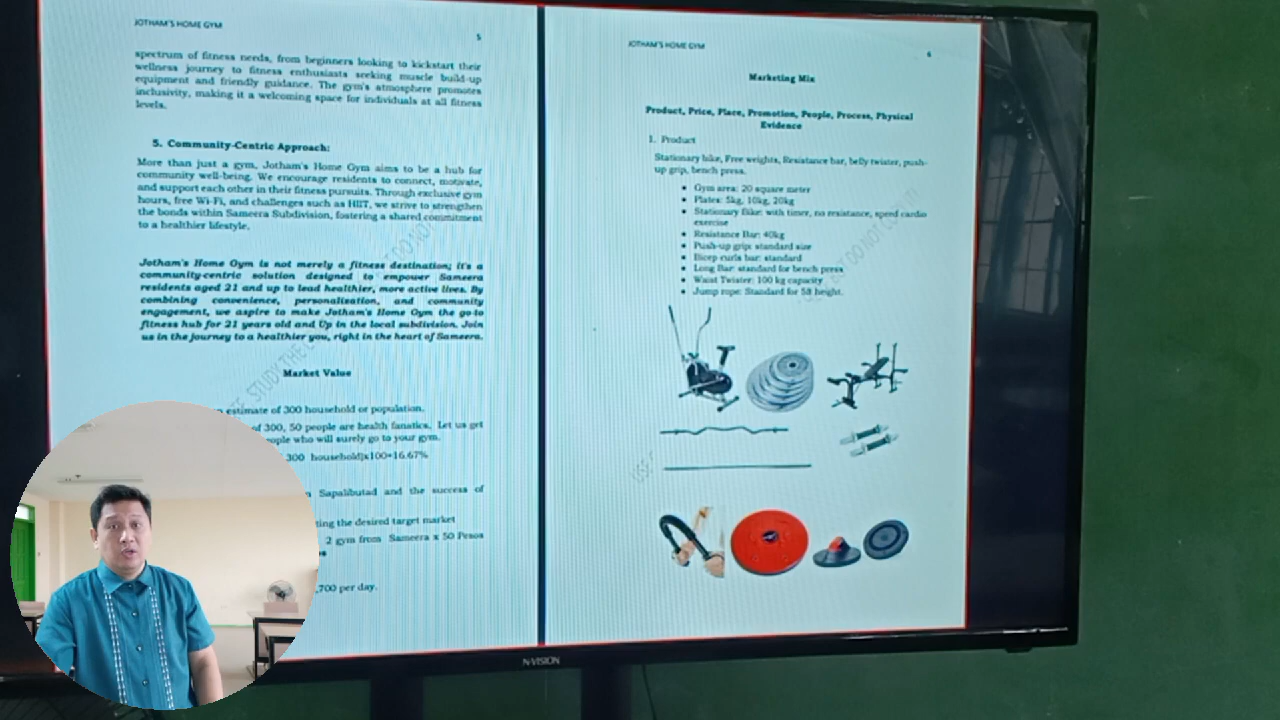 JOTHAM'S HOME GYM
5
spectrum of fitness needs, from beginners looking to kickstart their
wellness journey to fitness enthusiasts seeking muscle build-up
equipment and friendly guidance. The gym's atmosphere promotes
inclusivity, making it a welcoming space for individuals at all fitness
levels.
5. Community-Centric Approach:
More than just a gym, Jotham's Home Gym aims to be a hub for
community well-being. We encourage residents to connect, motivate,
and support each other in their fitness pursuits. Through exclusive gym
hours, free Wi-Fi, and challenges such as HIIT, we strive to strengthen
the bonds within Sameera Subdivision, fostering a shared commitment
to a healthier lifestyle.
Jotham's Home Gym is not merely a fitness destination; it's a
community-centric solution designed to empower Sameera
residents aged 21 and up to lead healthier, more active lives. By
combining convenience, personalization, and community
engagement, we aspire to make Jotham's Home Gym the go-to
fitness hub for 21 years old and Up in the local subdivision. Join
us in the journey to a healthier you, right in the heart of Sameera.
Market Value
estimate of 300 household or population.
of 300, 50 people are health fanatics. Let us get
people who will surely go to your gym.
300 household)x100=16.67%
Sapalibutad and the success of
ting the desired target market
2 gym from Sameera x 50 Pesos
,700 per day.
JOTHAM'S HOME GYM
6
Marketing Mix
Product, Price, Place, Promotion, People, Process, Physical
Evidence
1. Product
Stationary bike, Free weights, Resistance bar, belly twister, push-
up grip, bench press.
• Gym area: 20 square meter
• Plates: 5kg, 10kg, 20kg
• Stationary Bike: with timer, no resistance, speed cardio
exercise
• Resistance Bar: 40kg
• Push-up grip: standard size
• Bicep curls bar: standard
• Long Bar: standard for bench press
• Waist Twister: 100 kg capacity
• Jump rope: Standard for 58 height.
N-VISION